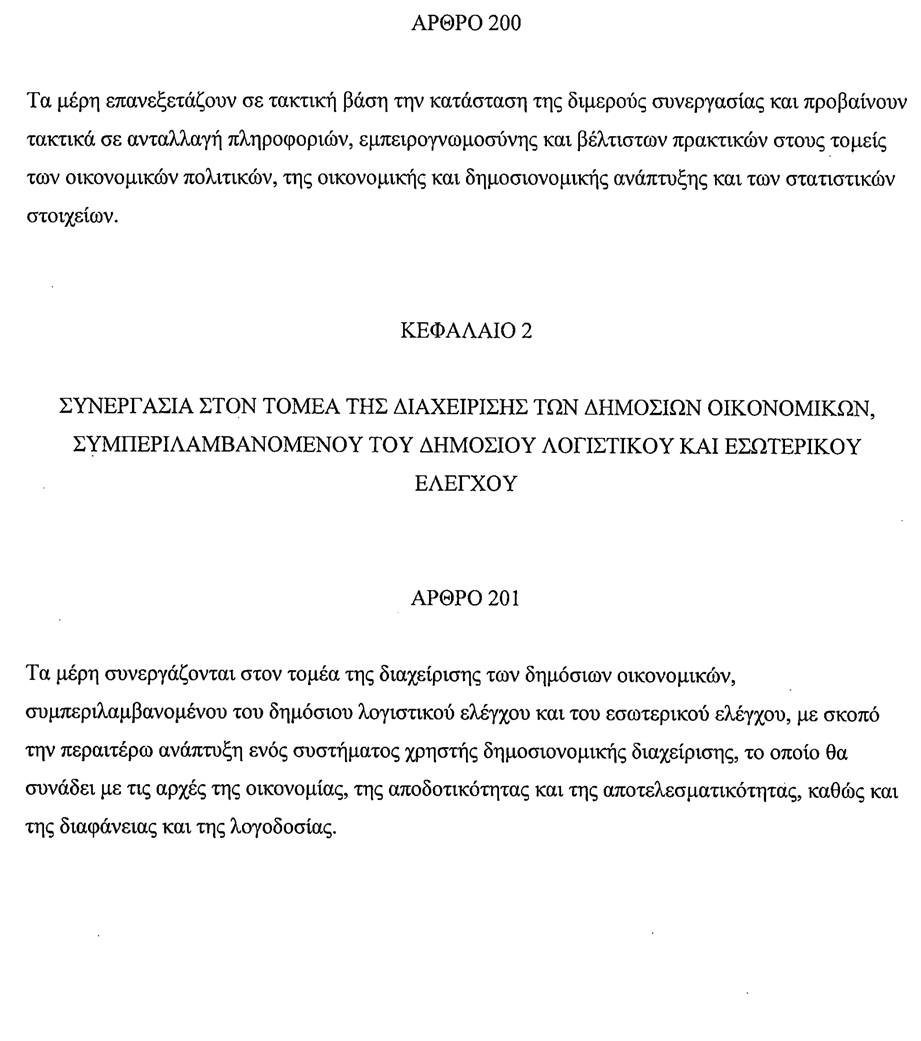 ΑΡΘΡΟ 200
Τα μέρη επανεξετάζουν σε τακτική βάση την κατάσταση της διμερούς συνεργασίας και προβαίνουν
τακτικά σε ανταλλαγή πληροφοριών, εμπειρογνωμοσύνης και βέλτιστων πρακτικών στους τομείς
των οικονομικών πολιτικών, της οικονομικής και δημοσιονομικής ανάπτυξης και των στατιστικών
στοιχείων.
ΚΕΦΑΛΑΙΟ 2
ΣΥΝΕΡΓΑΣΙΑ ΣΤΟΝ ΤΟΜΕΑ ΤΗΣ ΔΙΑΧΕΙΡΙΣΗΣ ΤΩΝ ΔΗΜΟΣΙΩΝ ΟΙΚΟΝΟΜΙΚΩΝ,
ΣΥΜΠΕΡΙΛΑΜΒΑΝΟΜΕΝΟΥ ΤΟΥ ΔΗΜΟΣΙΟΥ ΛΟΓΙΣΤΙΚΟΥ ΚΑΙ ΕΣΩΤΕΡΙΚΟΥ
ΕΛΕΓΧΟΥ
ΑΡΘΡΟ 201
Τα μέρη συνεργάζονται στον τομέα της διαχείρισης των δημόσιων οικονομικών,
συμπεριλαμβανομένου του δημόσιου λογιστικού ελέγχου και του εσωτερικού ελέγχου, με σκοπό
την περαιτέρω ανάπτυξη ενός συστήματος χρηστής δημοσιονομικής διαχείρισης, το οποίο θα
συνάδει με τις αρχές της οικονομίας, της αποδοτικότητας και της αποτελεσματικότητας, καθώς και
της διαφάνειας και της λογοδοσίας.